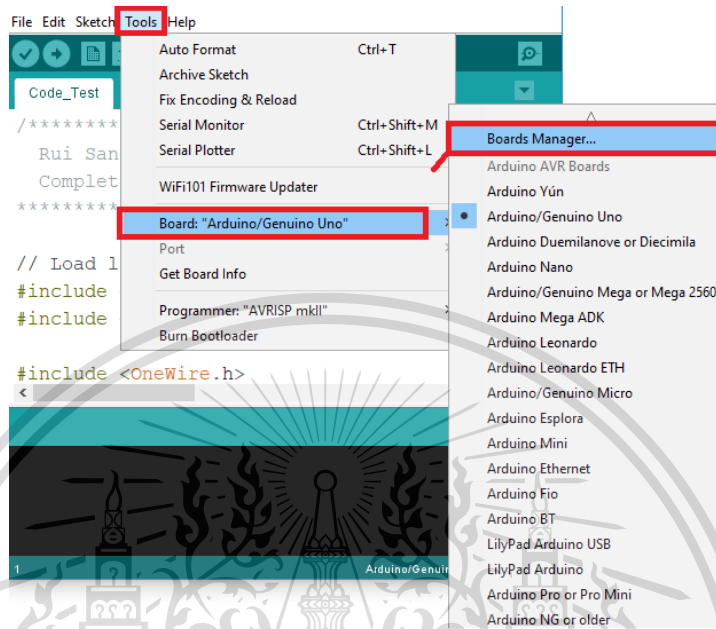 File Edit Sketch Tools Help
Auto Format Ctrl+T
Archive Sketch
Fix Encoding & Reload
Serial Monitor Ctrl+Shift+M
Serial Plotter Ctrl+Shift+L
WiFi101 Firmware Updater
Board: "Arduino/Genuino Uno"
Port
Get Board Info
Programmer: "AVRISP mkII"
Burn Bootloader
Boards Manager...
Arduino AVR Boards
Arduino Yún
Arduino/Genuino Uno
Arduino Duemilanove or Diecimila
Arduino Nano
Arduino/Genuino Mega or Mega 2560
Arduino Mega ADK
Arduino Leonardo
Arduino Leonardo ETH
Arduino/Genuino Micro
Arduino Esplora
Arduino Mini
Arduino Ethernet
Arduino Fio
Arduino BT
LilyPad Arduino USB
LilyPad Arduino
Arduino Pro or Pro Mini
Arduino NG or older
Code_Test
/********
Rui San
Complet
*********
// Load l
#include
#include
#include <OneWire.h>
1 Arduino/Genuin